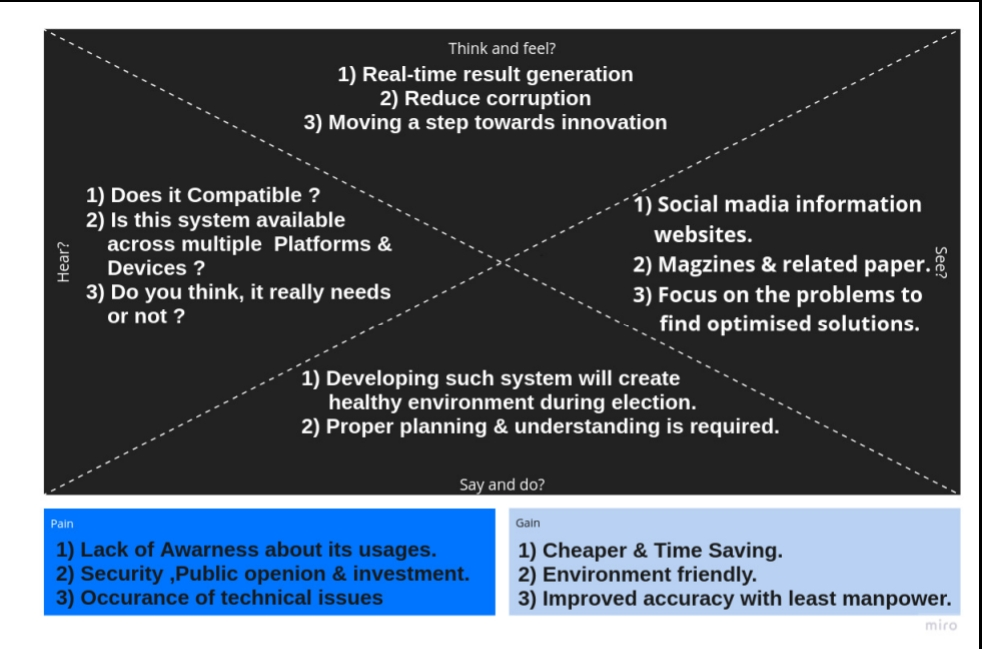 Think and feel?
1) Real-time result generation
2) Reduce corruption
3) Moving a step towards innovation
Hear?
1) Does it Compatible ?
2) Is this system available
across multiple Platforms &
Devices ?
3) Do you think, it really needs
or not ?
1) Social madia information
websites.
2) Magzines & related paper.
3) Focus on the problems to
find optimised solutions.
See?
1) Developing such system will create
healthy environment during election.
2) Proper planning & understanding is required.
Say and do?
Pain
1) Lack of Awarness about its usages.
2) Security ,Public openion & investment.
3) Occurance of technical issues
Gain
1) Cheaper & Time Saving.
2) Environment friendly.
3) Improved accuracy with least manpower.
miro